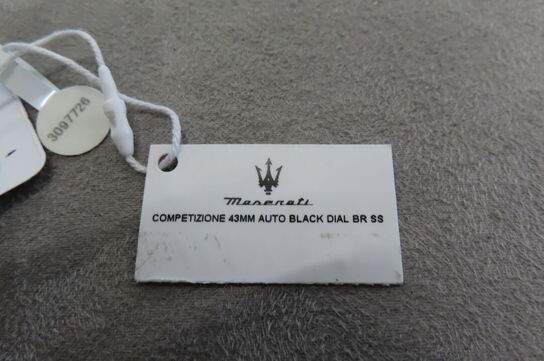 3097726
Maserati
COMPETIZIONE 43MM AUTO BLACK DIAL BR SS